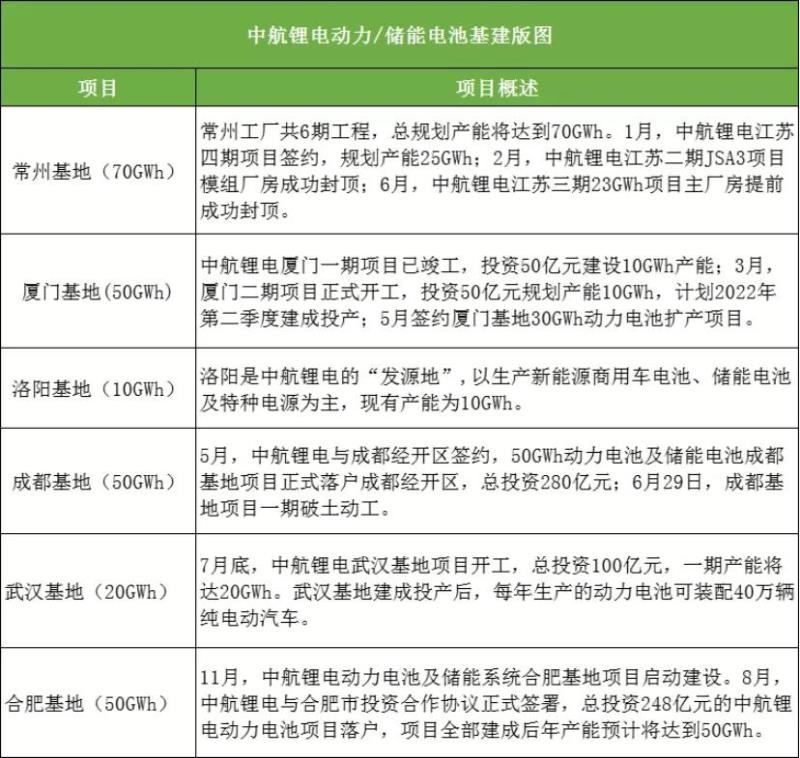 中航锂电动力/储能电池基建版图
项目
项目概述
常州基地（70GWh）
常州工厂共6期工程，总规划产能将达到70GWh。1月，中航锂电江苏
四期项目签约，规划产能25GWh；2月，中航锂电江苏二期JSA3项目
模组厂房成功封顶；6月，中航锂电江苏三期23GWh项目主厂房提前
成功封顶。
厦门基地(50GWh)
中航锂电厦门一期项目已竣工，投资50亿元建设10GWh产能；3月，
厦门二期项目正式开工，投资50亿元规划产能10GWh，计划2022年
第二季度建成投产；5月签约厦门基地30GWh动力电池扩产项目。
洛阳基地（10GWh）
洛阳是中航锂电的“发源地”,以生产新能源商用车电池、储能电池
及特种电源为主，现有产能为10GWh。
成都基地（50GWh）
5月，中航锂电与成都经开区签约，50GWh动力电池及储能电池成都
基地项目正式落户成都经开区，总投资280亿元；6月29日，成都基
地项目一期破土动工。
武汉基地（20GWh）
7月底，中航锂电武汉基地项目开工，总投资100亿元，一期产能将
达20GWh。武汉基地建成投产后，每年生产的动力电池可装配40万辆
纯电动汽车。
合肥基地（50GWh）
11月，中航锂电动力电池及储能系统合肥基地项目启动建设。8月，
中航锂电与合肥市投资合作协议正式签署，总投资248亿元的中航锂
电动力电池项目落户，项目全部建成后年产能预计将达到50GWh。